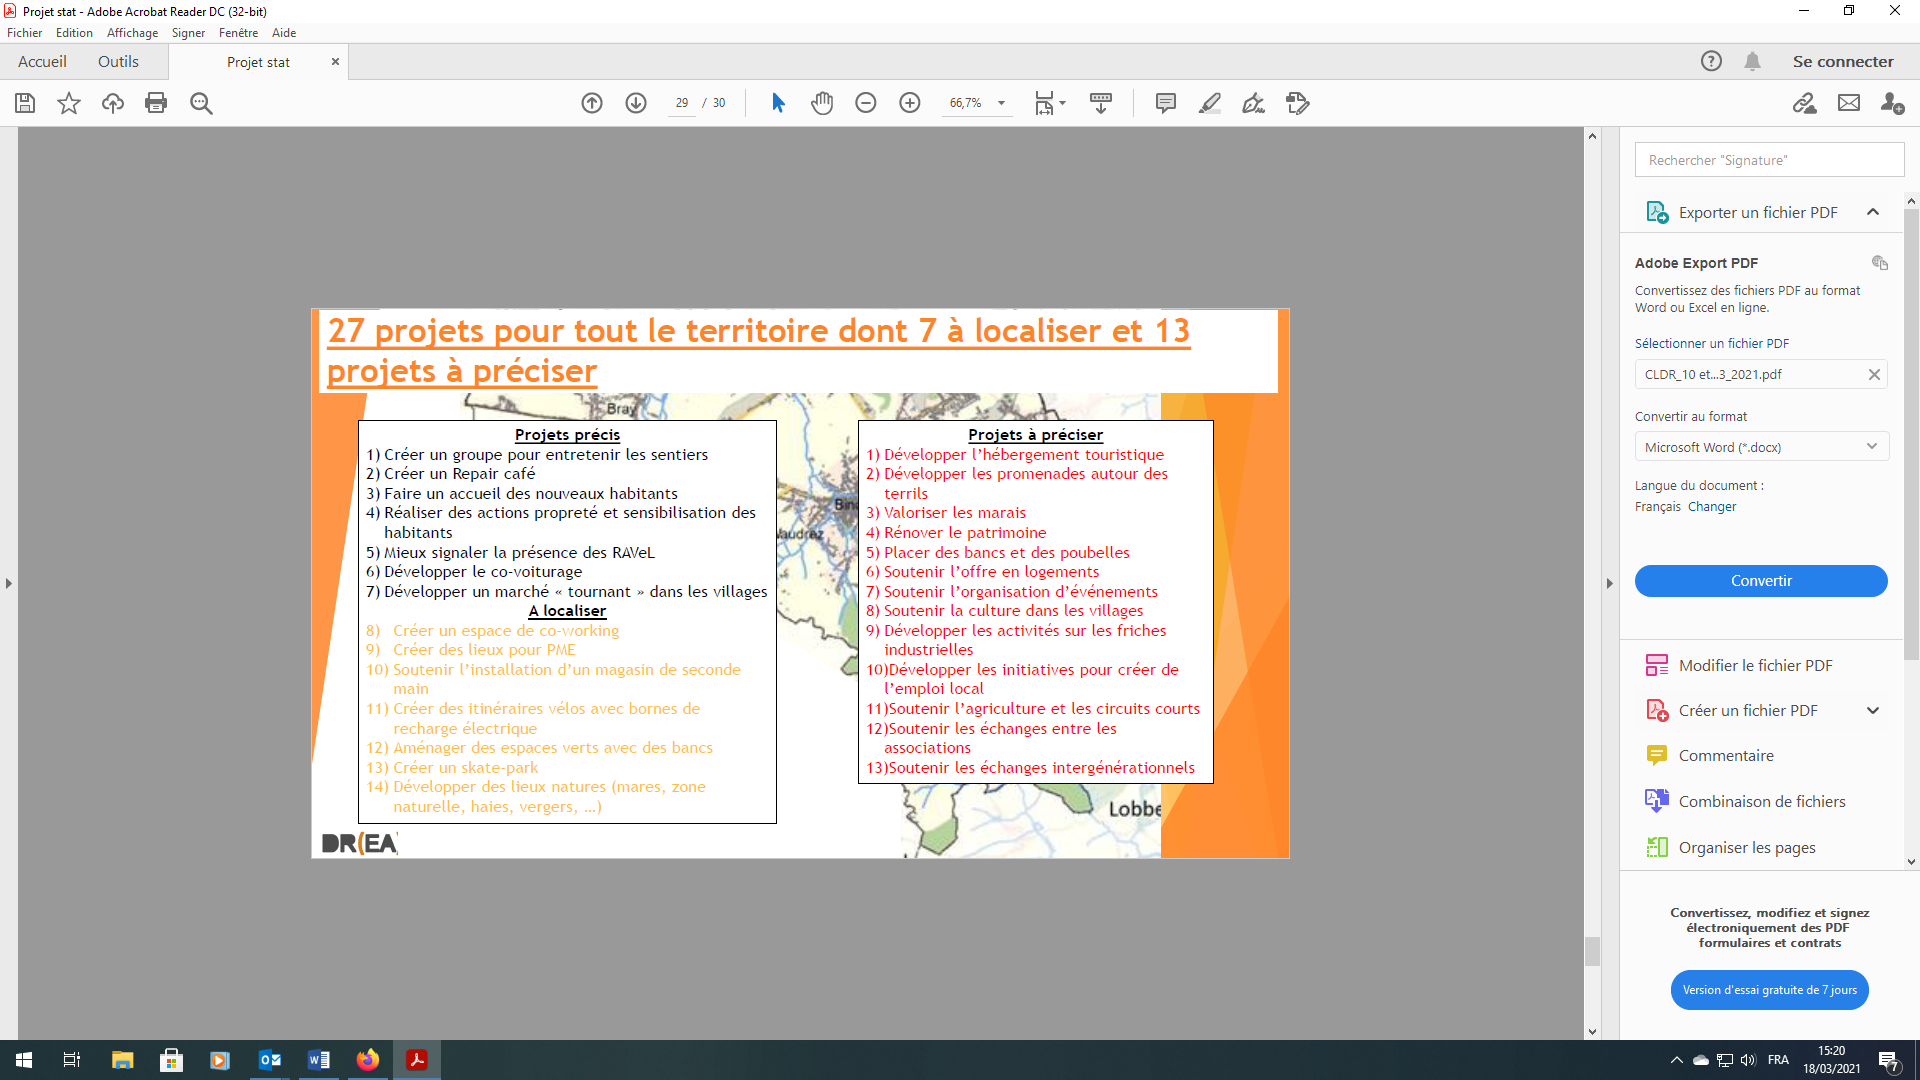 Projet stat - Adobe Acrobat Reader DC (32-bit)
Fichier Edition Affichage Signer Fenêtre Aide
Accueil Outils Projet stat × Se connecter
29 / 30 66,7%
Rechercher "Signature"
Exporter un fichier PDF
Adobe Export PDF
Convertissez des fichiers PDF au format
Word ou Excel en ligne.
Sélectionner un fichier PDF
CLDR_10 et...3_2021.pdf
Convertir au format
Microsoft Word (*.docx)
Langue du document :
Français Changer
Convertir
Modifier le fichier PDF
Créer un fichier PDF
Commentaire
Combinaison de fichiers
Organiser les pages
Convertissez, modifiez et signez
électroniquement des PDF
formulaires et contrats
Version d'essai gratuite de 7 jours
27 projets pour tout le territoire dont 7 à localiser et 13
projets à préciser
Bray
Projets précis
1) Créer un groupe pour entretenir les sentiers
2) Créer un Repair café
3) Faire un accueil des nouveaux habitants
4) Réaliser des actions propreté et sensibilisation des
habitants
5) Mieux signaler la présence des RAVeL
6) Développer le co-voiturage
7) Développer un marché « tournant » dans les villages
A localiser
8) Créer un espace de co-working
9) Créer des lieux pour PME
10) Soutenir l'installation d'un magasin de seconde
main
11) Créer des itinéraires vélos avec bornes de
recharge électrique
12) Aménager des espaces verts avec des bancs
13) Créer un skate-park
14) Développer des lieux natures (mares, zone
naturelle, haies, vergers, …)
Bin
audrez
Projets à préciser
1) Développer l'hébergement touristique
2) Développer les promenades autour des
terrils
3) Valoriser les marais
4) Rénover le patrimoine
5) Placer des bancs et des poubelles
6) Soutenir l'offre en logements
7) Soutenir l'organisation d'événements
8) Soutenir la culture dans les villages
9) Développer les activités sur les friches
industrielles
10)Développer les initiatives pour créer de
l'emploi local
11)Soutenir l'agriculture et les circuits courts
12)Soutenir les échanges entre les
associations
13)Soutenir les échanges intergénérationnels
Lobbe
DR(EA)
FRA
15:20
18/03/2021
7